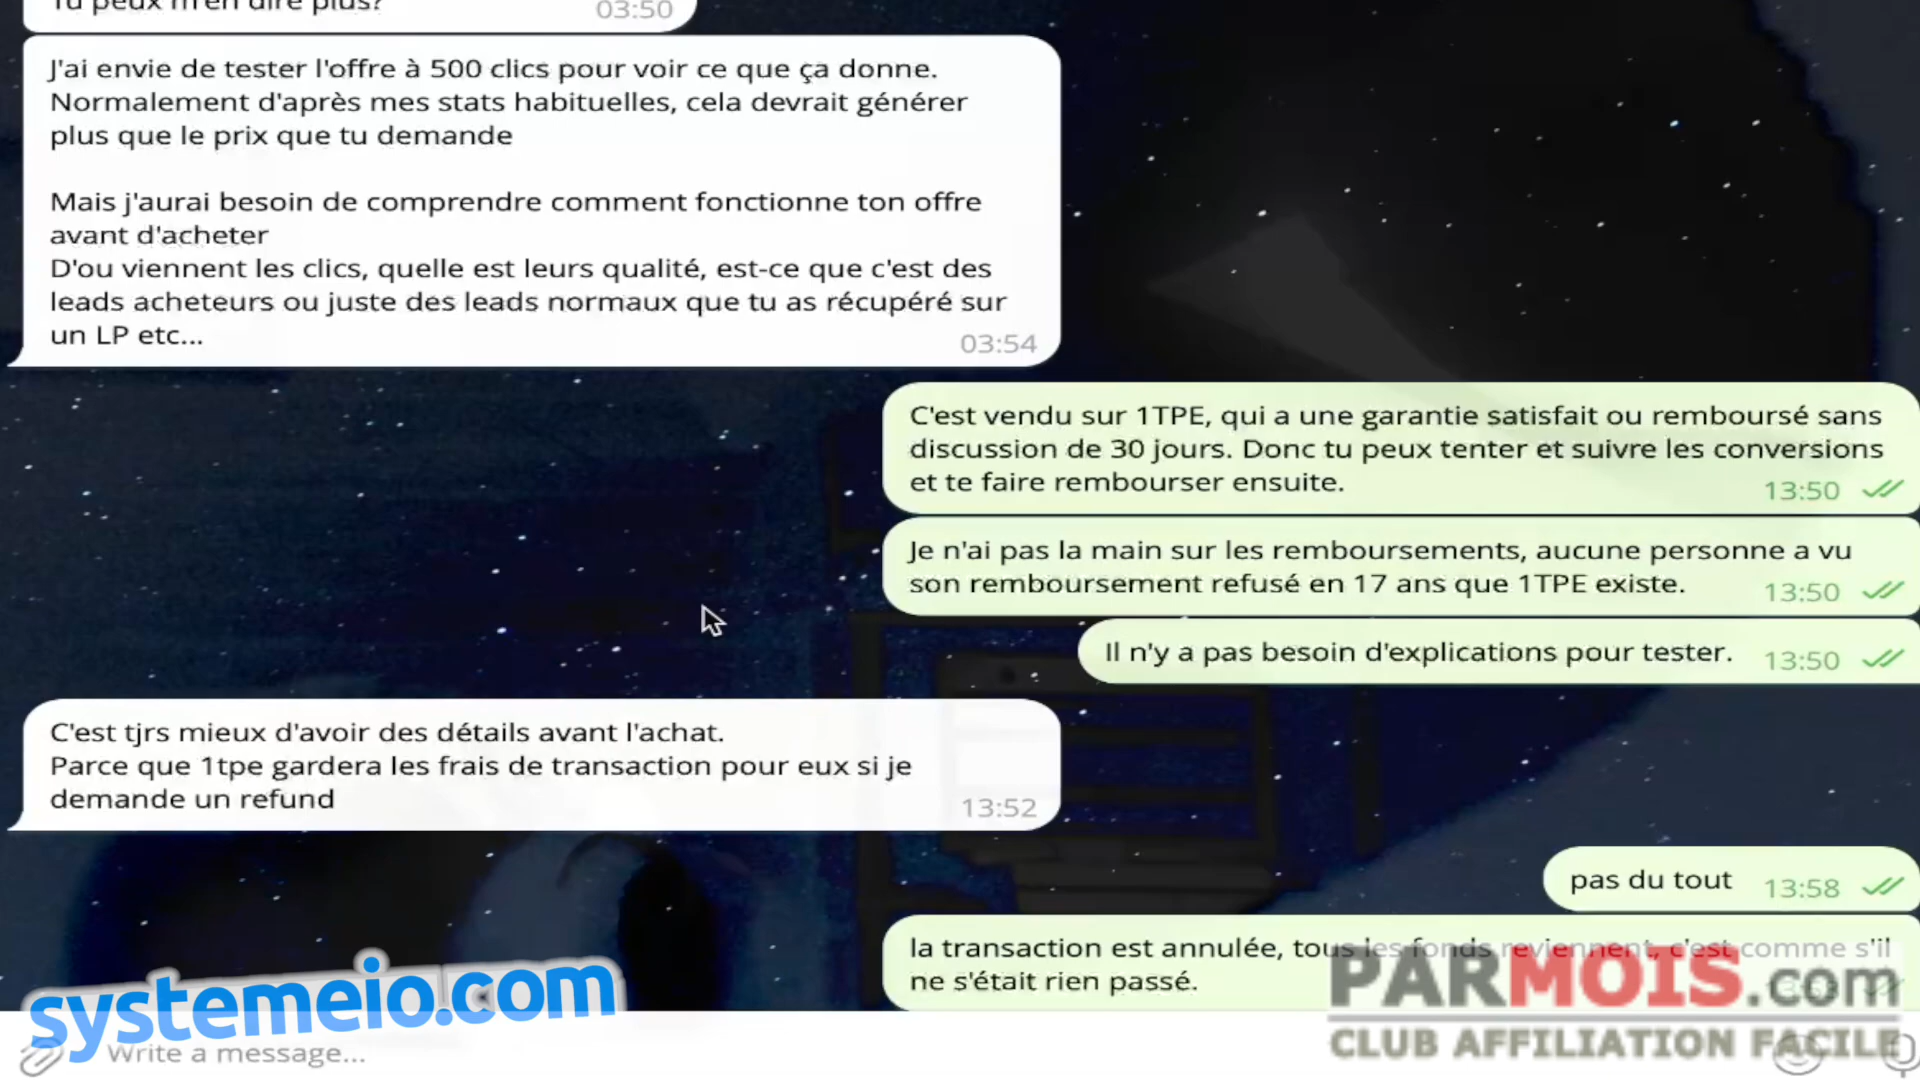 Tu peux m'en dire plus?
03:50
J'ai envie de tester l'offre à 500 clics pour voir ce que ça donne.
Normalement d'après mes stats habituelles, cela devrait générer
plus que le prix que tu demande
Mais j'aurai besoin de comprendre comment fonctionne ton offre
avant d'acheter
D'ou viennent les clics, quelle est leurs qualité, est-ce que c'est des
leads acheteurs ou juste des leads normaux que tu as récupéré sur
un LP etc...
03:54
C'est vendu sur 1TPE, qui a une garantie satisfait ou remboursé sans
discussion de 30 jours. Donc tu peux tenter et suivre les conversions
et te faire rembourser ensuite.
13:50
Je n'ai pas la main sur les remboursements, aucune personne a vu
son remboursement refusé en 17 ans que 1TPE existe.
13:50
Il n'y a pas besoin d'explications pour tester.
13:50
C'est tjrs mieux d'avoir des détails avant l'achat.
Parce que 1tpe gardera les frais de transaction pour eux si je
demande un refund
13:52
pas du tout
13:58
la transaction est annulée, tous les fonds reviennent, c'est comme s'il
ne s'était rien passé.
systemeio.com
PARMOIS.com
CLUB AFFILIATION FACILE
Write a message...